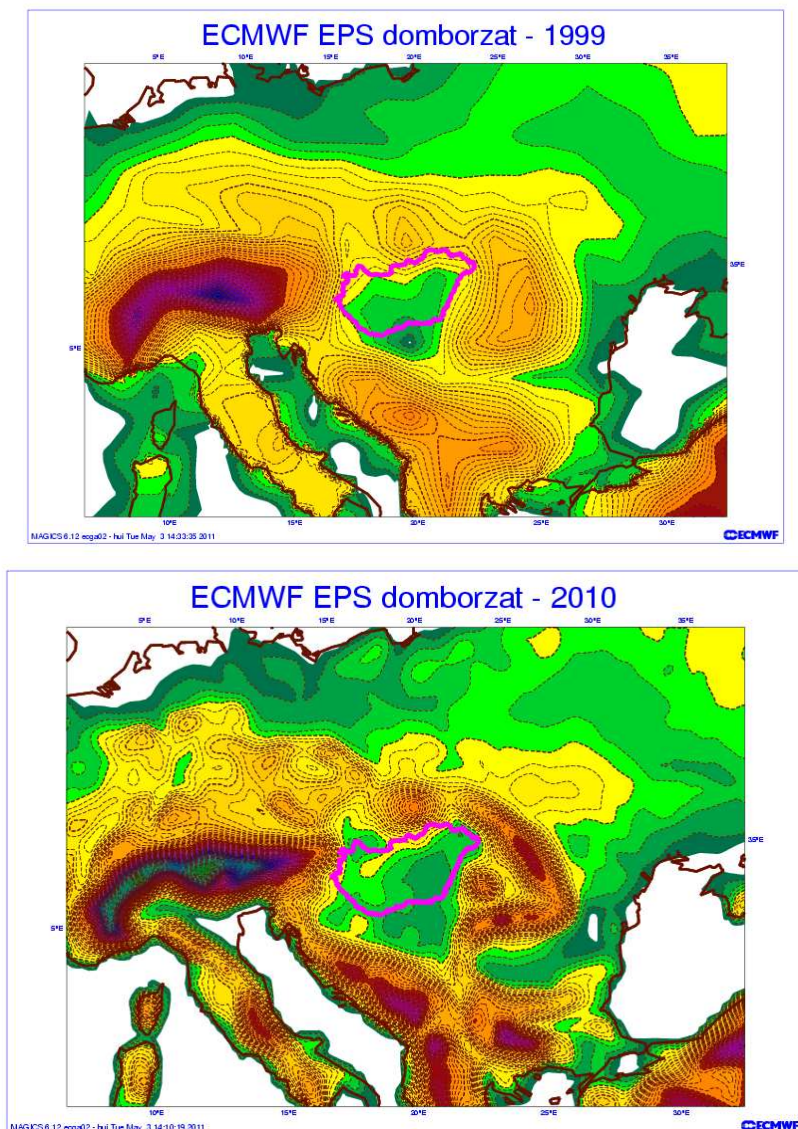 ECMWF EPS domborzat - 1999
5°E 10°E 15°E 20°E 25°E 30°E 35°E
35°E
5°E
10°E 15°E 20°E 25°E 30°E
MAGICS 6.12 ecga02 - hui Tue May 3 14:33:35 2011
ECMWF
ECMWF EPS domborzat - 2010
5°E 10°E 15°E 20°E 25°E 30°E 35°E
35°E
5°E
10°E 15°E 20°E 25°E 30°E
MAGICS 6.12 ecga02 - hui Tue May 3 14:10:19 2011
ECMWF